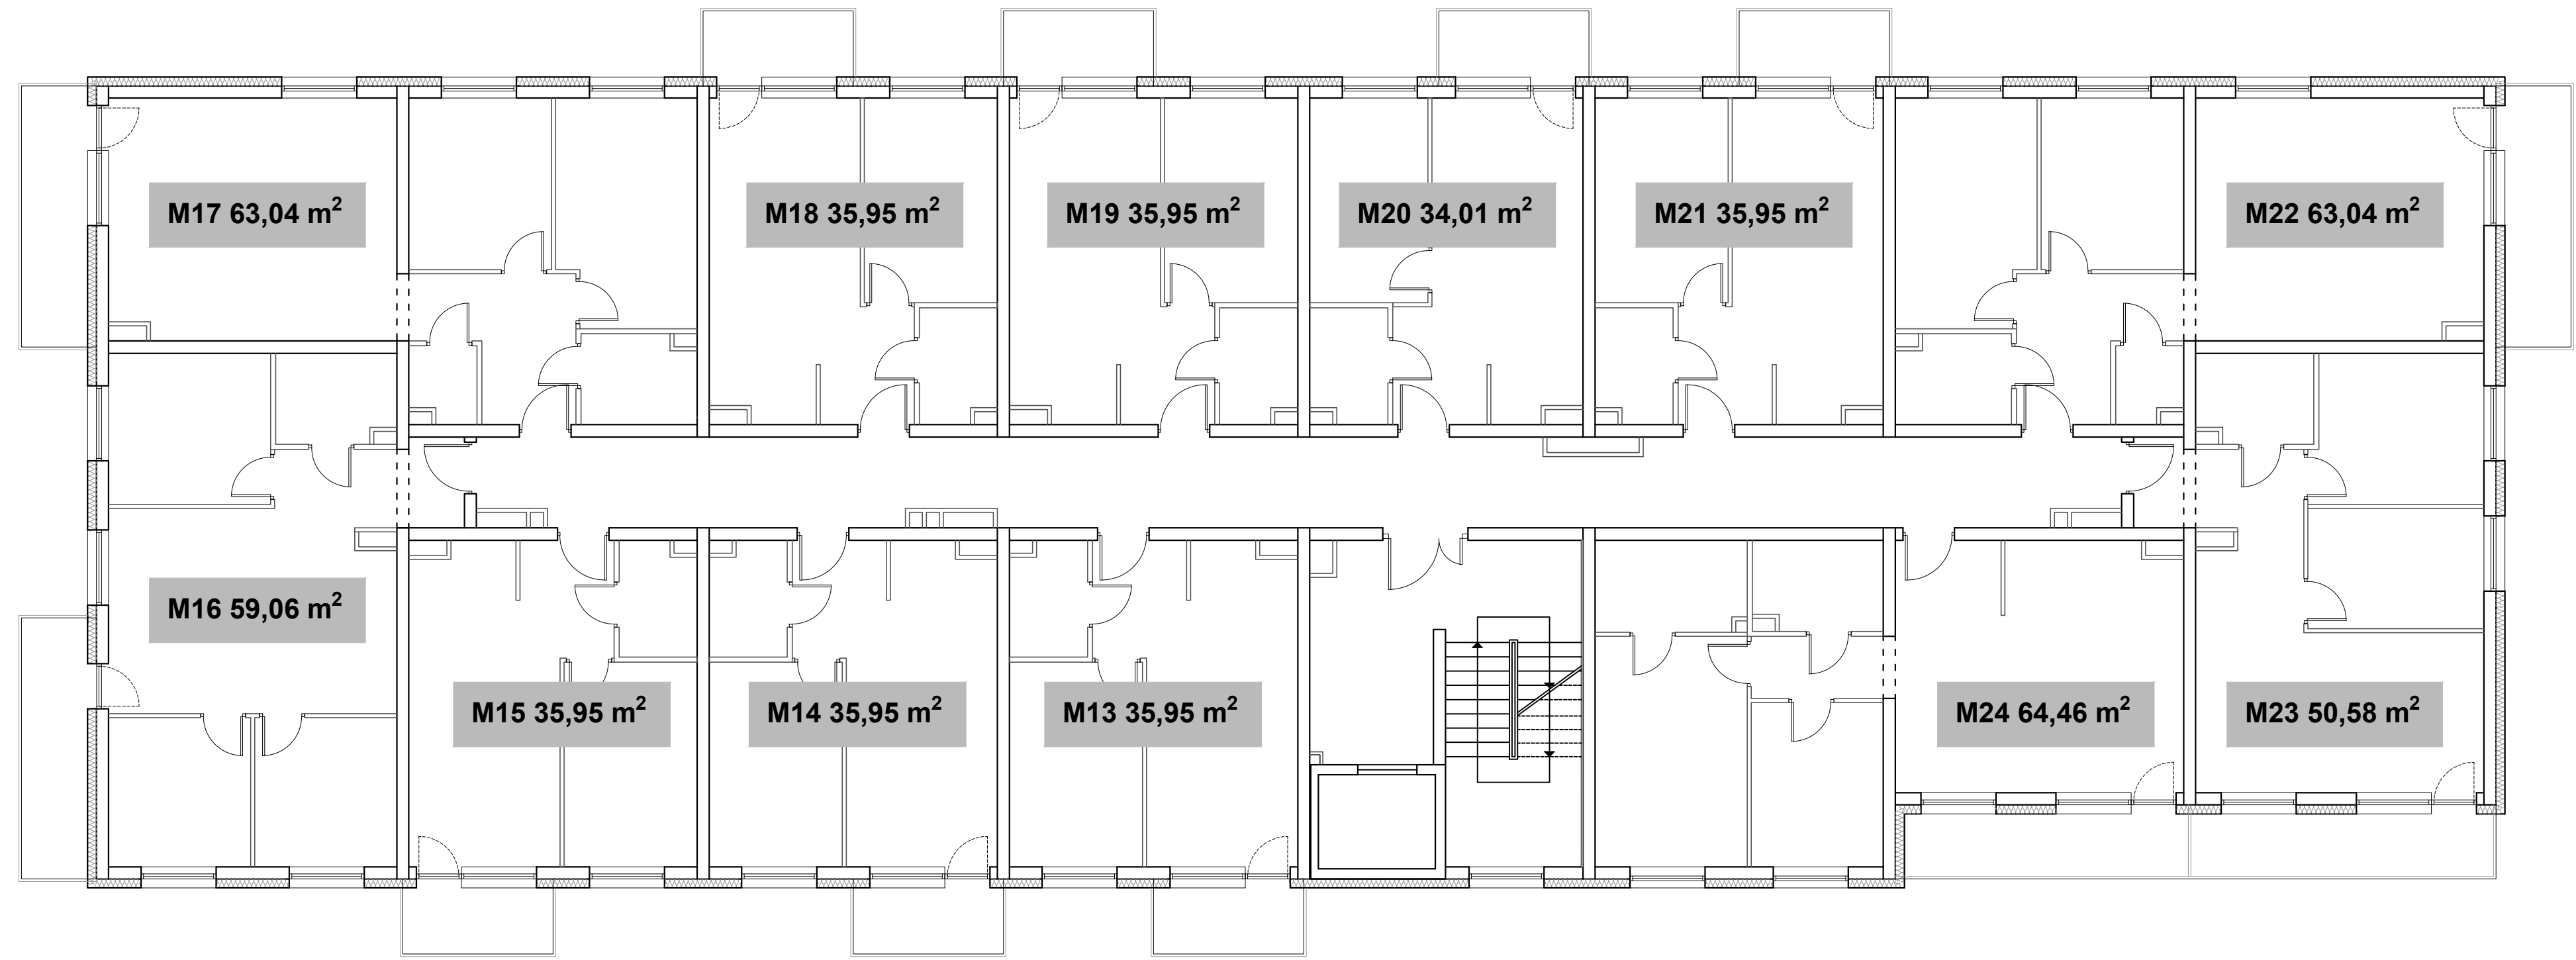 M17 63,04 m²
M18 35,95 m²
M19 35,95 m²
M20 34,01 m²
M21 35,95 m²
M22 63,04 m²
M16 59,06 m²
M15 35,95 m²
M14 35,95 m²
M13 35,95 m²
M24 64,46 m²
M23 50,58 m²